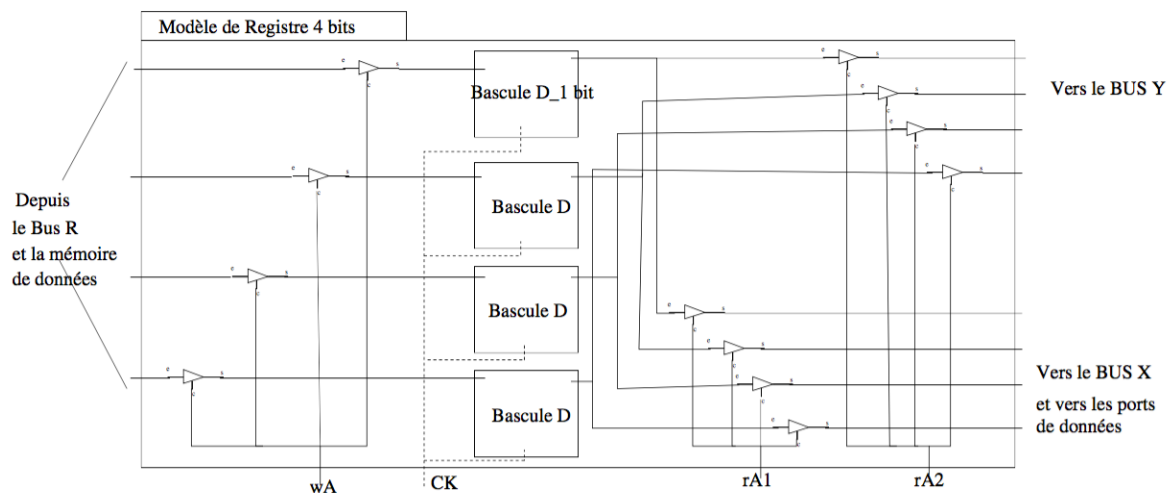 Modèle de Registre 4 bits
e
s
c
Bascule D_1 bit
e
s
c
Vers le BUS Y
e
s
c
e
s
c
e
s
c
Bascule D
e
s
c
Depuis
le Bus R
et la mémoire
de données
e
s
c
Bascule D
e
s
c
e
s
c
Vers le BUS X
et vers les ports
de données
e
s
c
Bascule D
e
s
c
e
s
c
wA
CK
rA1
rA2